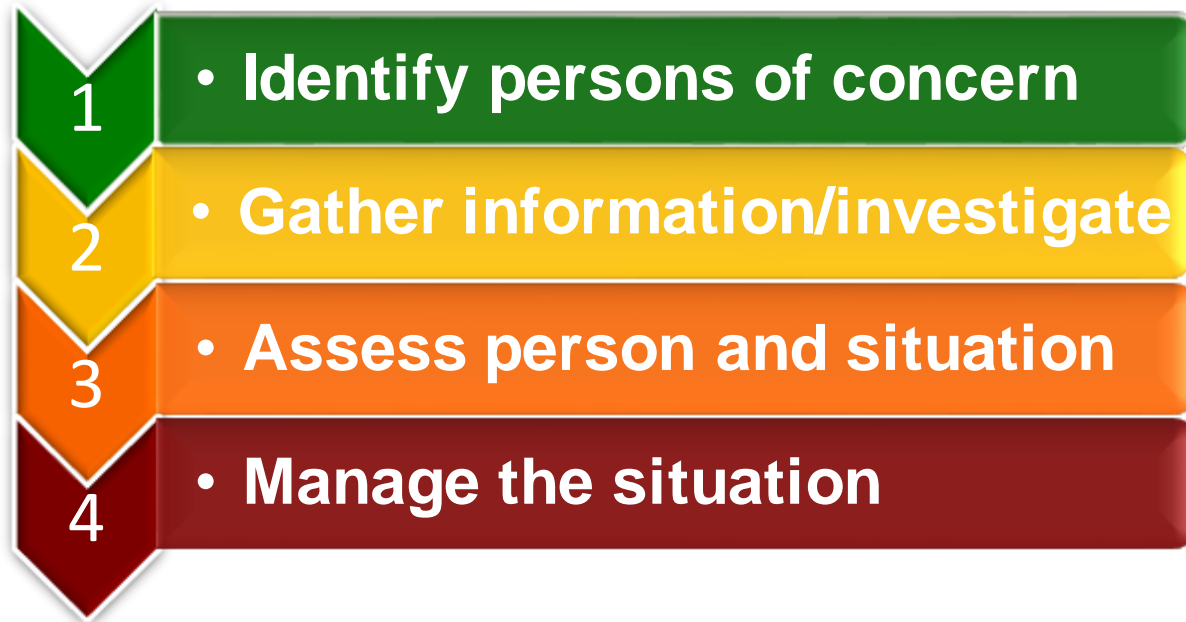 1
• Identify persons of concern
2
• Gather information/investigate
3
• Assess person and situation
4
• Manage the situation